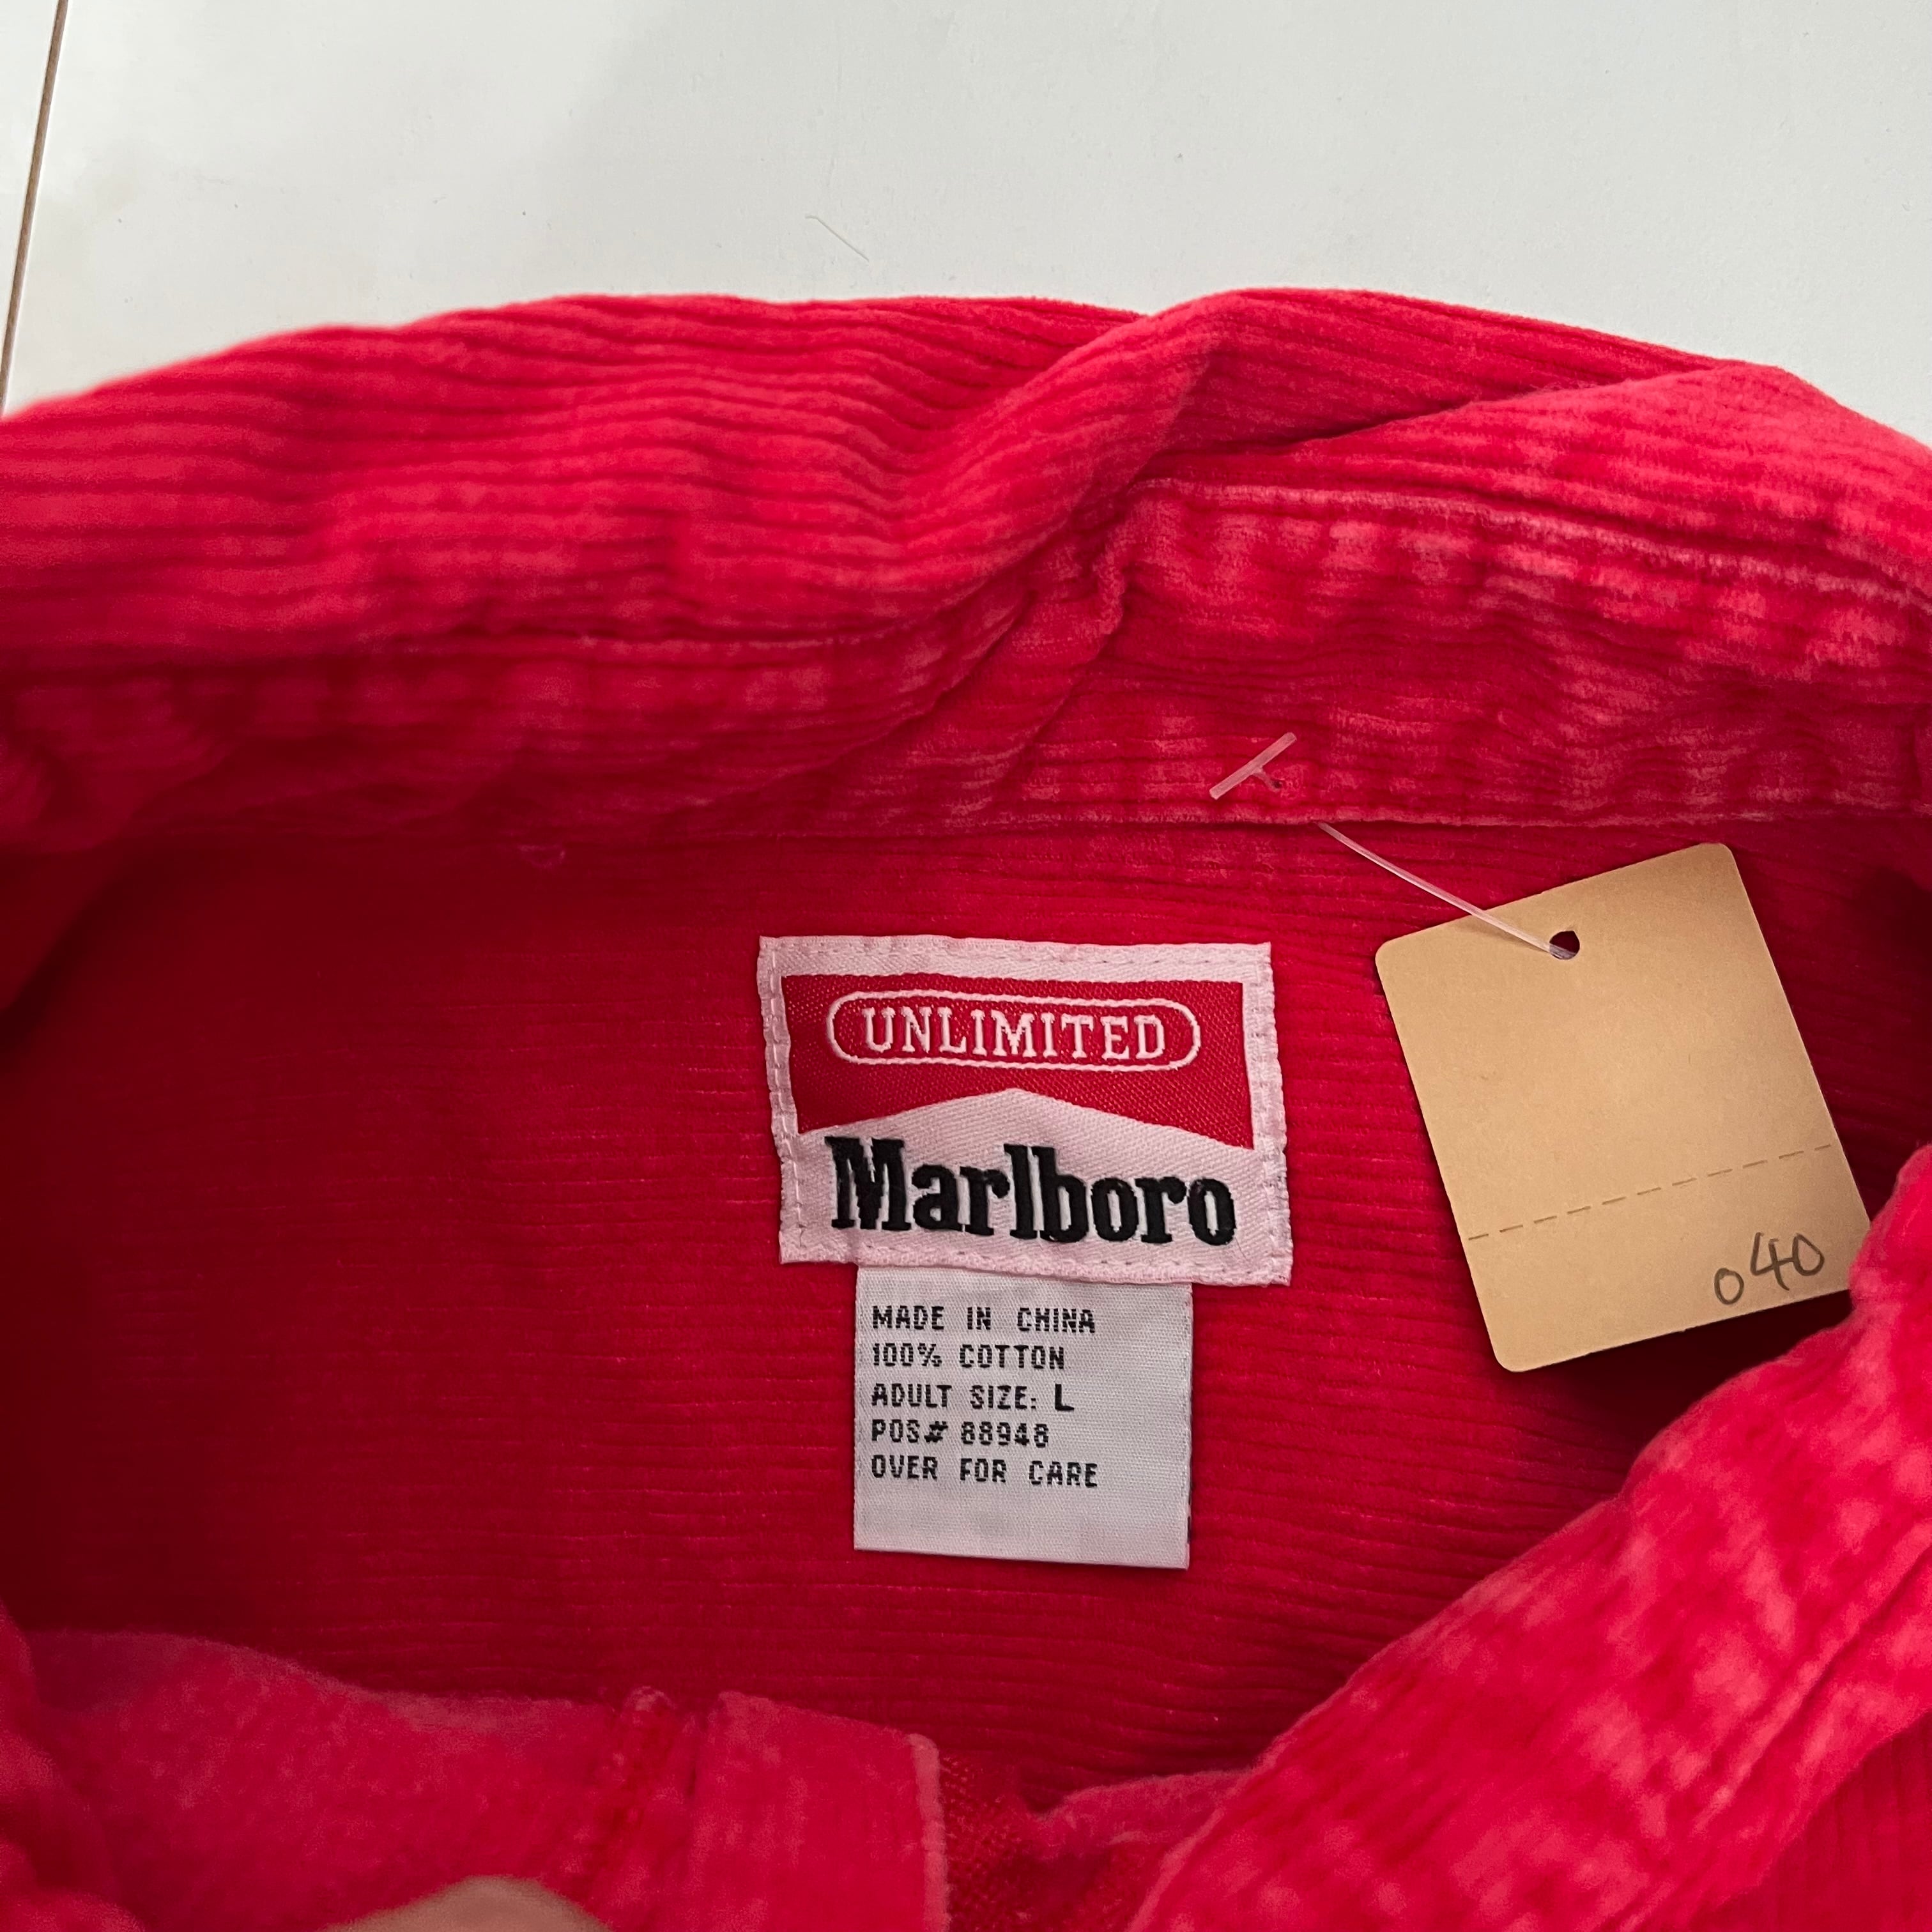 UNLIMITED
Marlboro
MADE IN CHINA
100% COTTON
ADULT SIZE: L
POS# 88948
OVER FOR CARE
040